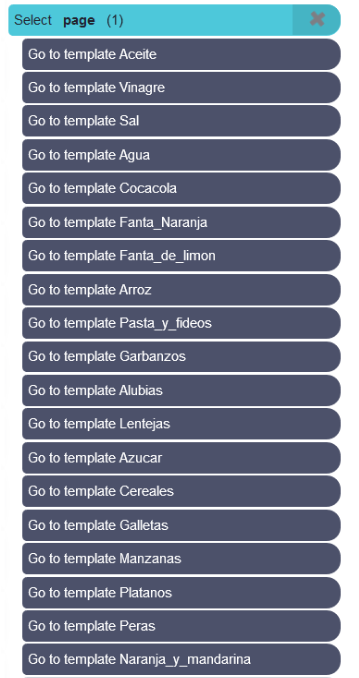 Select page (1)
Go to template Aceite
Go to template Vinagre
Go to template Sal
Go to template Agua
Go to template Cocacola
Go to template Fanta_Naranja
Go to template Fanta_de_limon
Go to template Arroz
Go to template Pasta_y_fideos
Go to template Garbanzos
Go to template Alubias
Go to template Lentejas
Go to template Azucar
Go to template Cereales
Go to template Galletas
Go to template Manzanas
Go to template Platanos
Go to template Peras
Go to template Naranja_y_mandarina